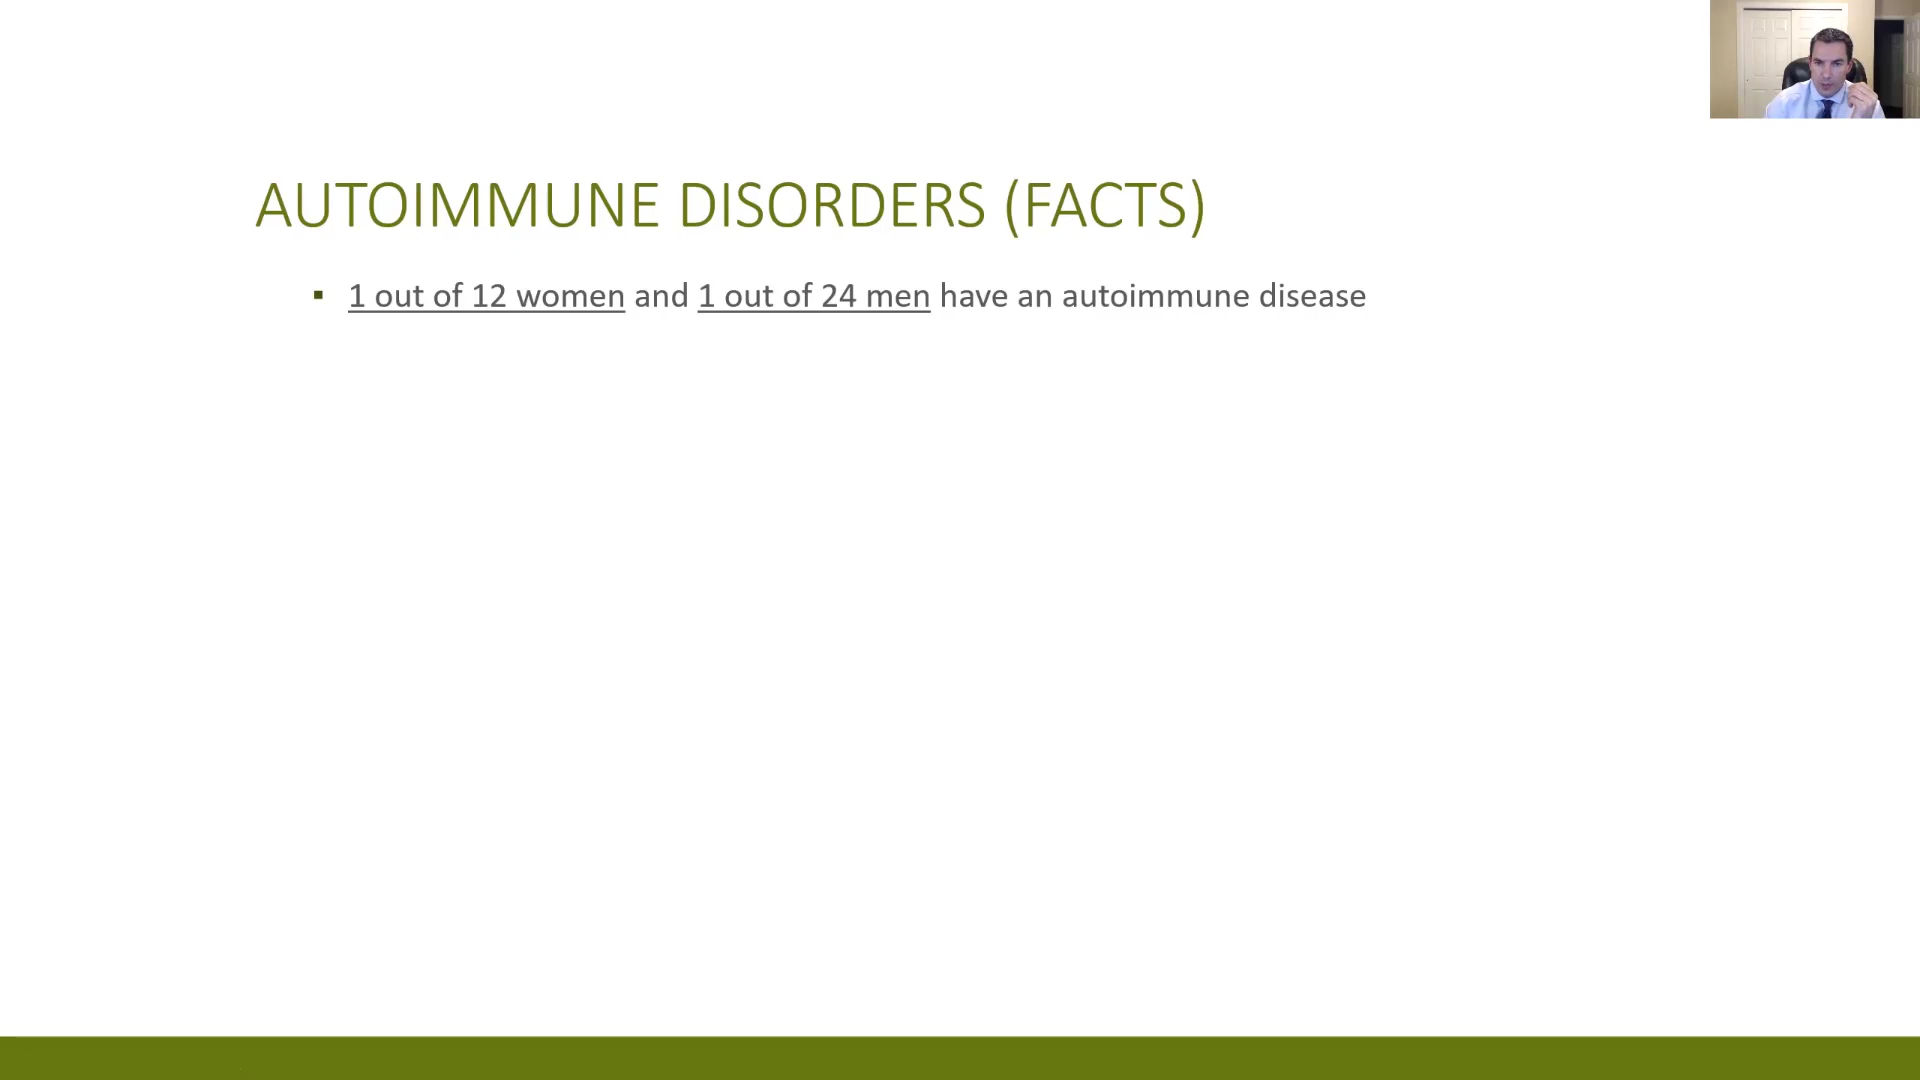 AUTOIMMUNE DISORDERS (FACTS)
▪ 1 out of 12 women and 1 out of 24 men have an autoimmune disease